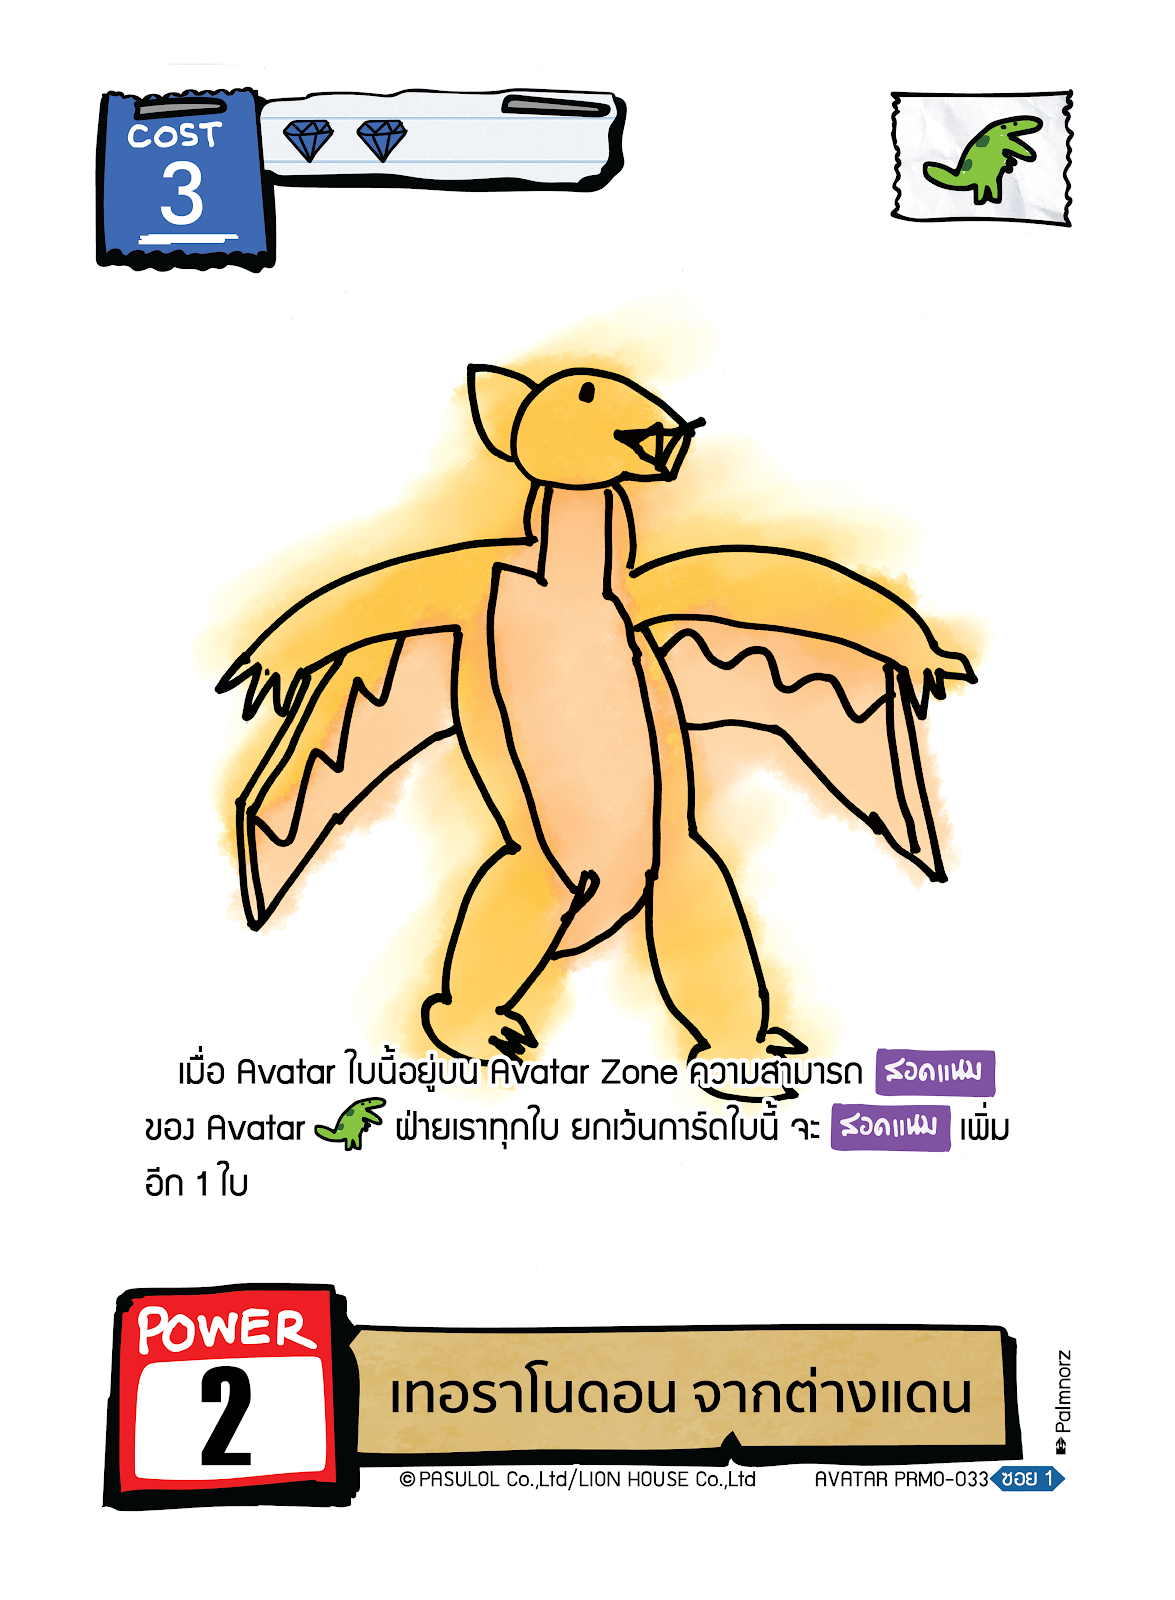 COST
3
เมื่อ Avatar ใบนี้อยู่บน Avatar Zone ความสามารถ สอดแนม
ของ Avatar ฝ่ายเราทุกใบ ยกเว้นการ์ดใบนี้ จะ สอดแนม เพิ่ม
อีก 1 ใบ
POWER
2
เทอราโนดอน จากต่างแดน
Palmnorz
© PASULOL Co.,Ltd/LION HOUSE Co.,Ltd
AVATAR PRMO-033 ซอย 1